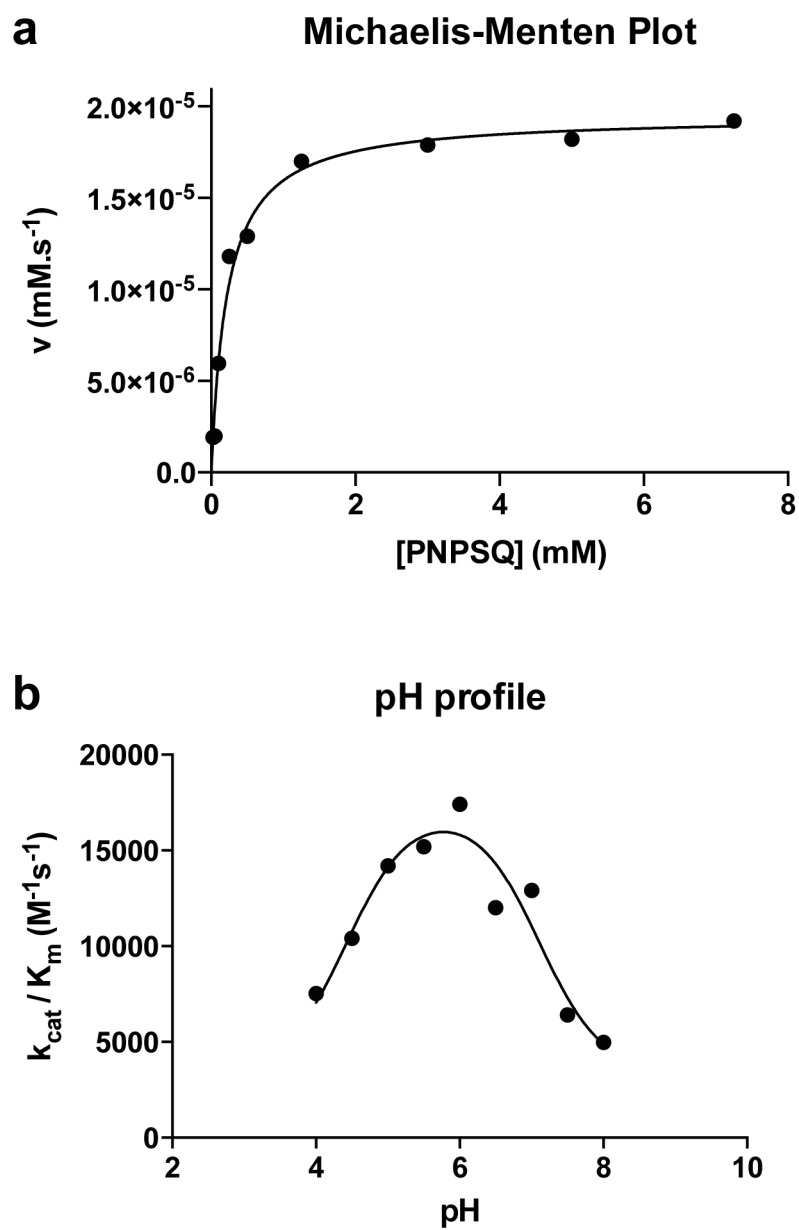 a
Michaelis-Menten Plot
2.0×10⁻⁵
1.5×10⁻⁵
1.0×10⁻⁵
5.0×10⁻⁶
0.0
v (mM.s⁻¹)
0 2 4 6 8
[PNPSQ] (mM)
b
pH profile
20000
15000
10000
5000
0
k_cat / K_m (M⁻¹s⁻¹)
2 4 6 8 10
pH